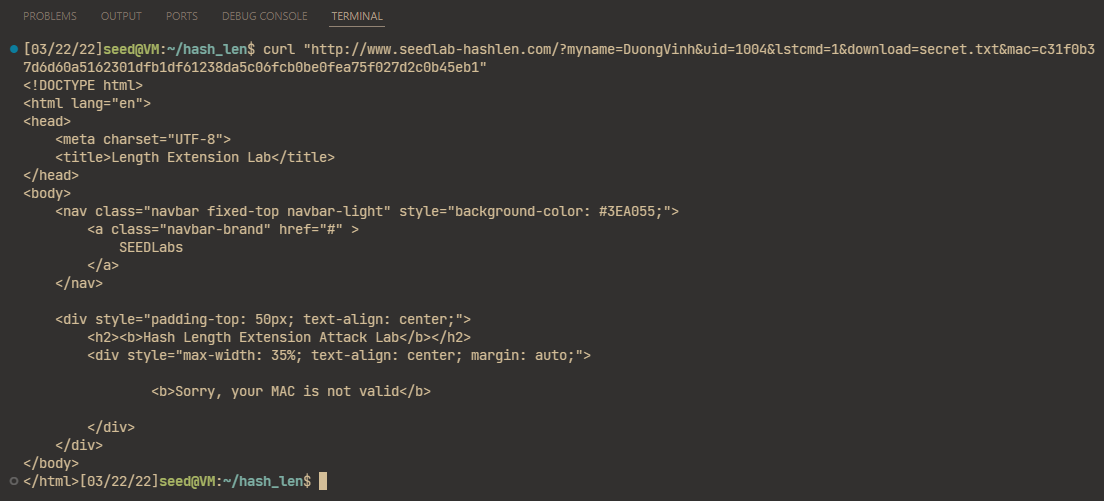 PROBLEMS OUTPUT PORTS DEBUG CONSOLE TERMINAL
[03/22/22]seed@VM:~/hash_len$ curl "http://www.seedlab-hashlen.com/?myname=DuongVinh&uid=1004&lstcmd=1&download=secret.txt&mac=c31f0b3
7d6d60a5162301dfb1df61238da5c06fcb0be0fea75f027d2c0b45eb1"
<!DOCTYPE html>
<html lang="en">
<head>
    <meta charset="UTF-8">
    <title>Length Extension Lab</title>
</head>
<body>
    <nav class="navbar fixed-top navbar-light" style="background-color: #3EA055;">
        <a class="navbar-brand" href="#" >
            SEEDLabs
        </a>
    </nav>
    <div style="padding-top: 50px; text-align: center;">
        <h2><b>Hash Length Extension Attack Lab</b></h2>
        <div style="max-width: 35%; text-align: center; margin: auto;">
                <b>Sorry, your MAC is not valid</b>
        </div>
    </div>
</body>
</html>[03/22/22]seed@VM:~/hash_len$